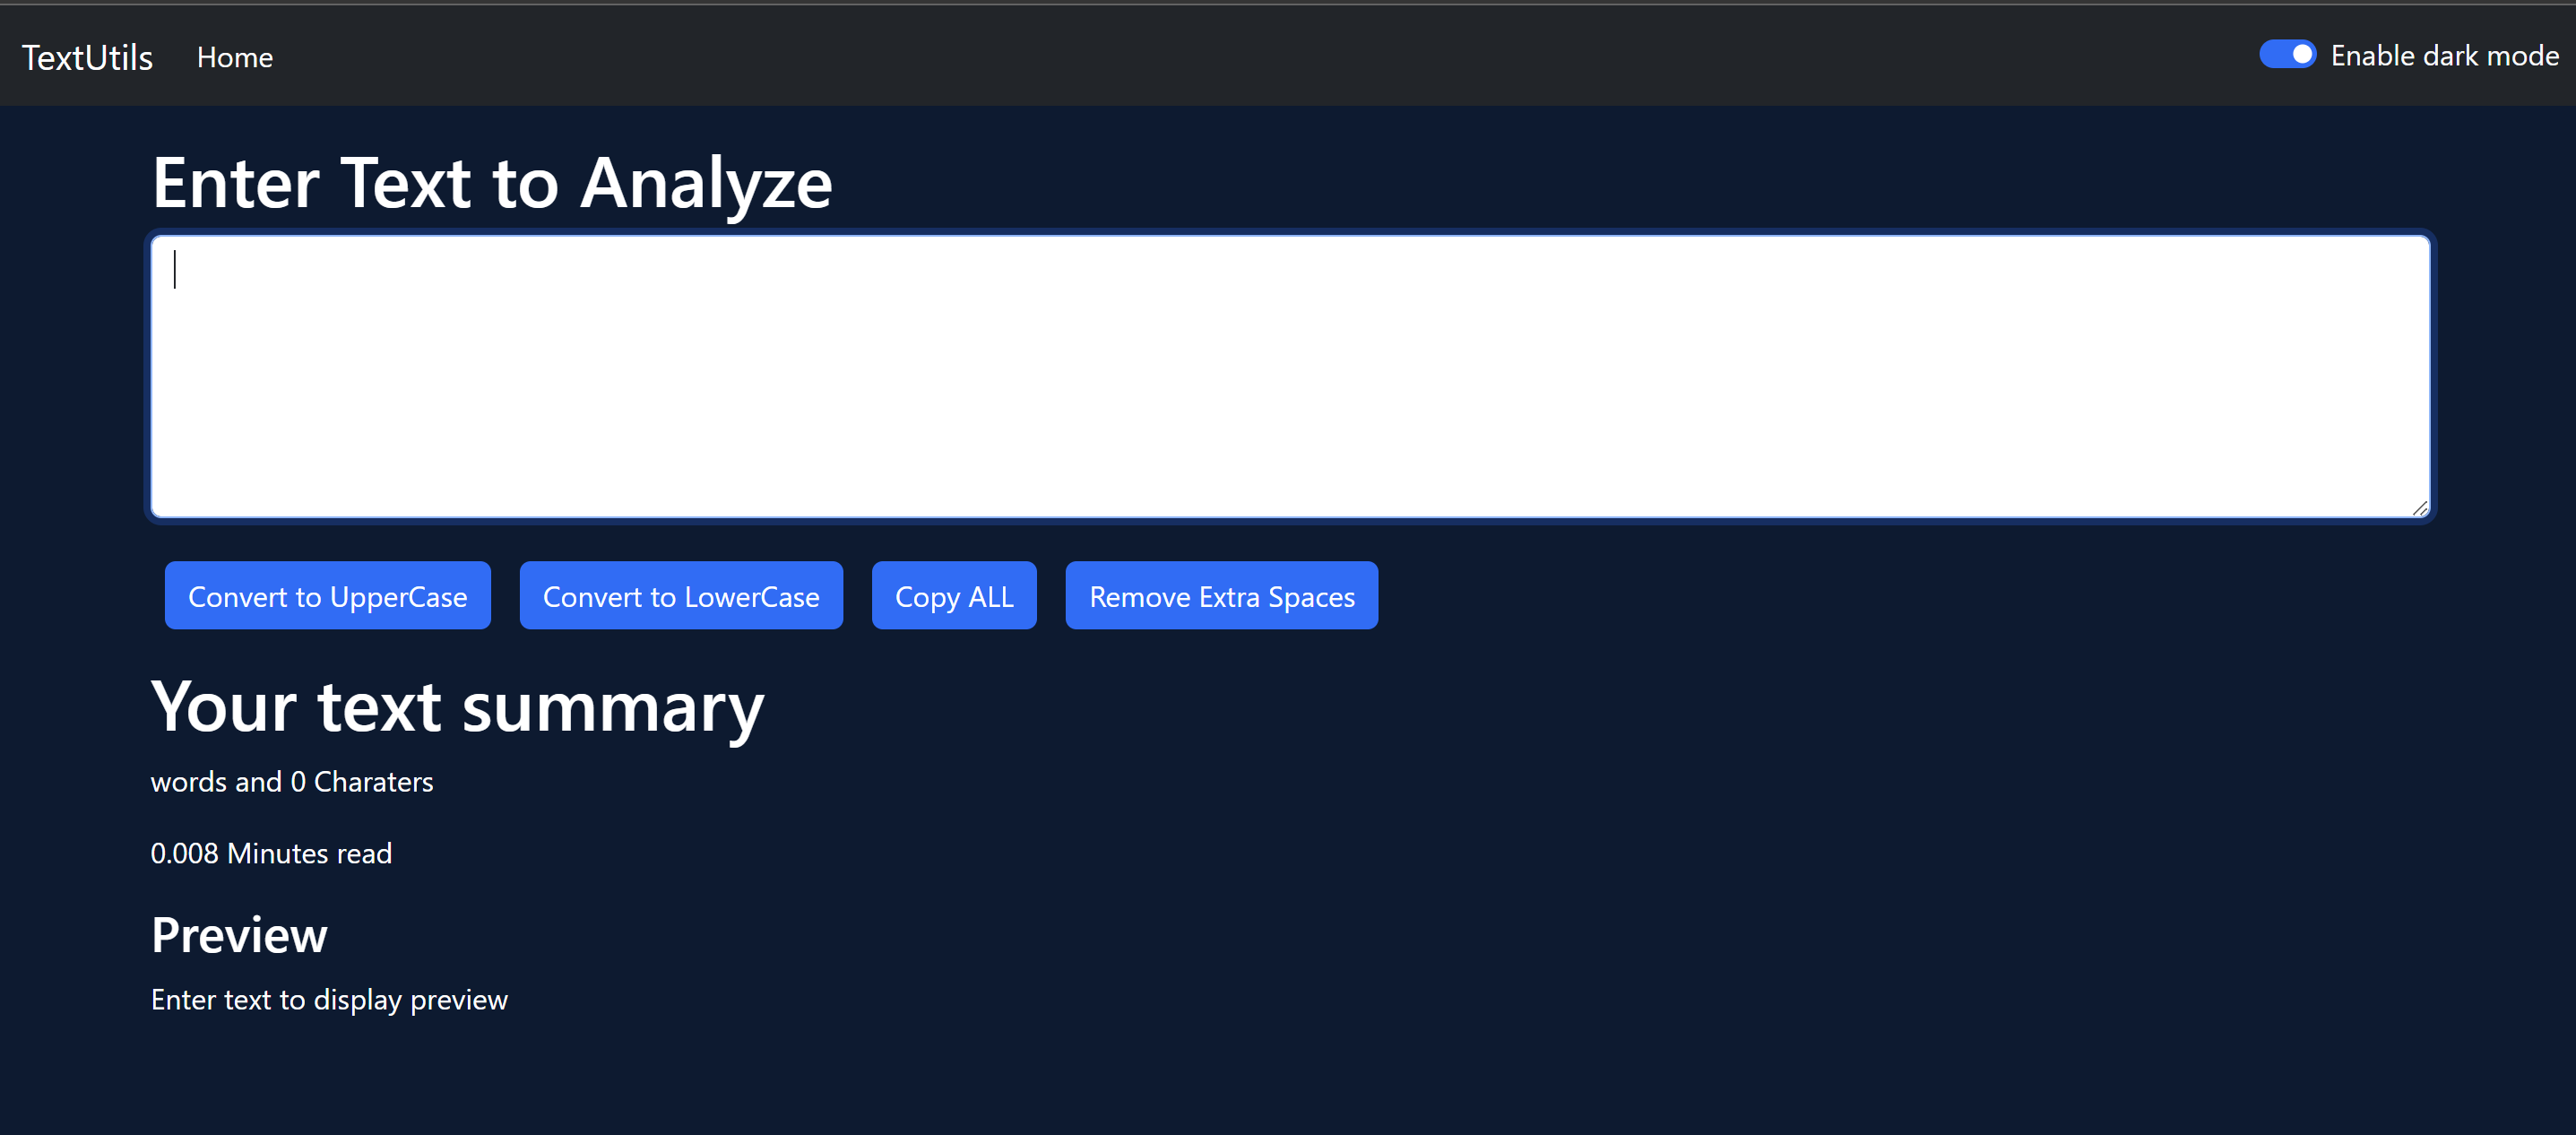 TextUtils Home Enable dark mode
Enter Text to Analyze
Convert to UpperCase Convert to LowerCase Copy ALL Remove Extra Spaces
Your text summary
words and 0 Charaters
0.008 Minutes read
Preview
Enter text to display preview